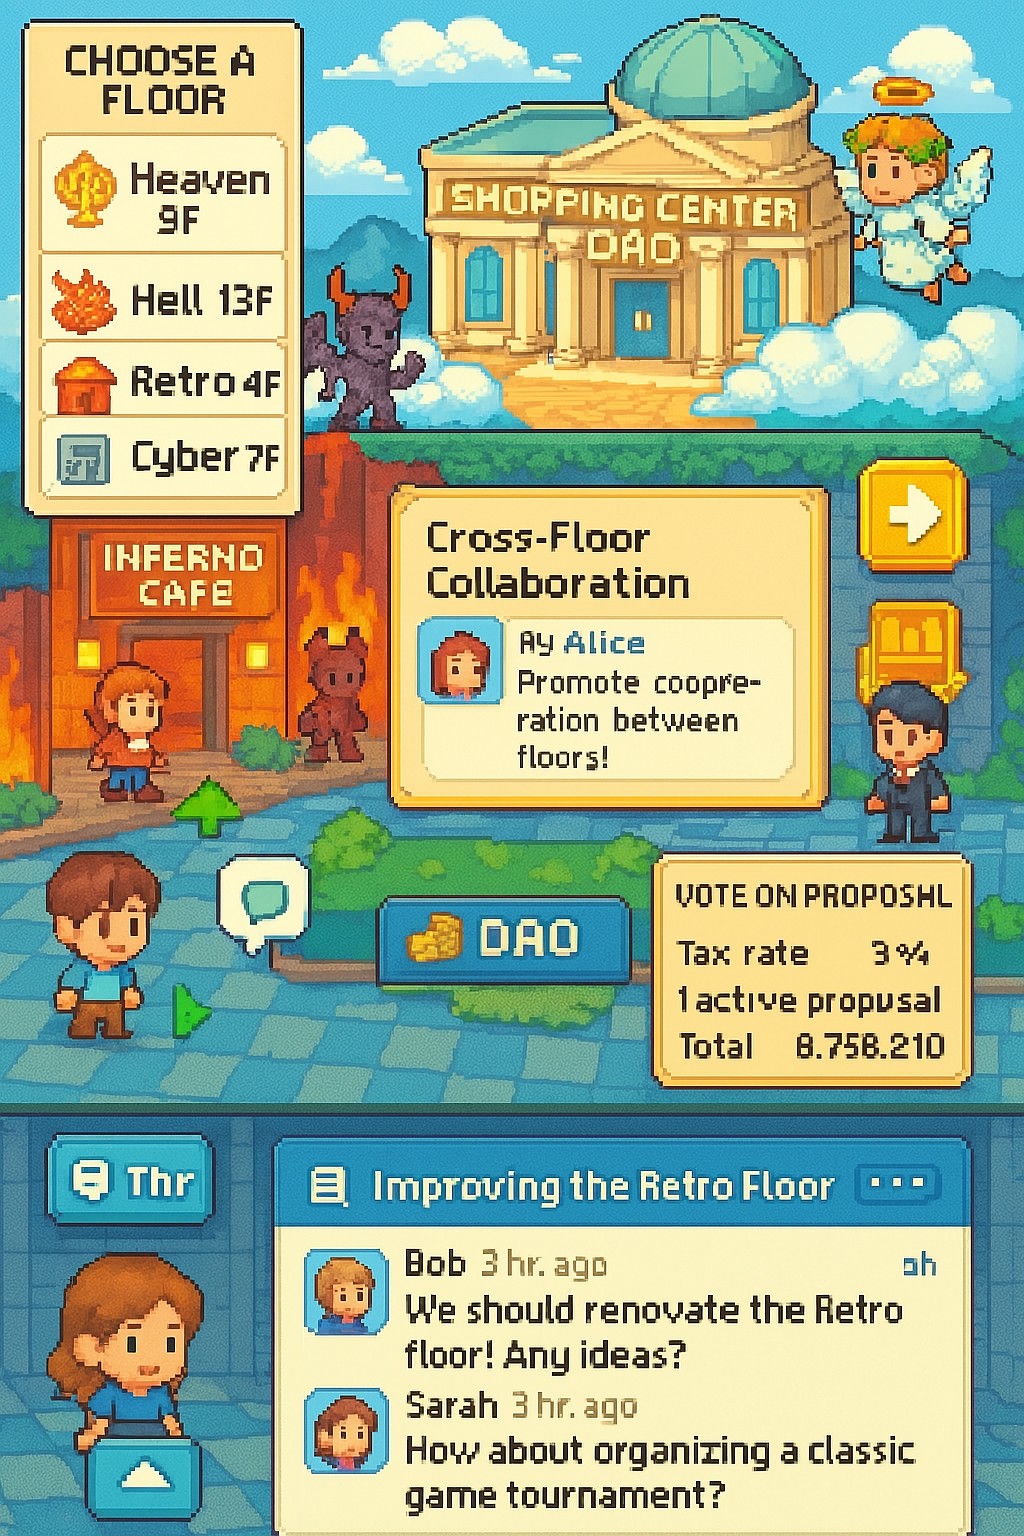 CHOOSE A
FLOOR
Heaven
9F
Hell 13F
Retro 4F
Cyber 7F
SHOPPING CENTER
DAO
INFERNO
CAFE
Cross-Floor
Collaboration
Ay Alice
Promote coopre-
ration between
floors!
DAO
VOTE ON PROPOSHL
Tax rate 3 %
1 active propusal
Total 8.758.210
Thr
Improving the Retro Floor
Bob 3 hr. ago
We should renovate the Retro
floor! Any ideas?
Sarah 3 hr. ago
How about organizing a classic
game tournament?